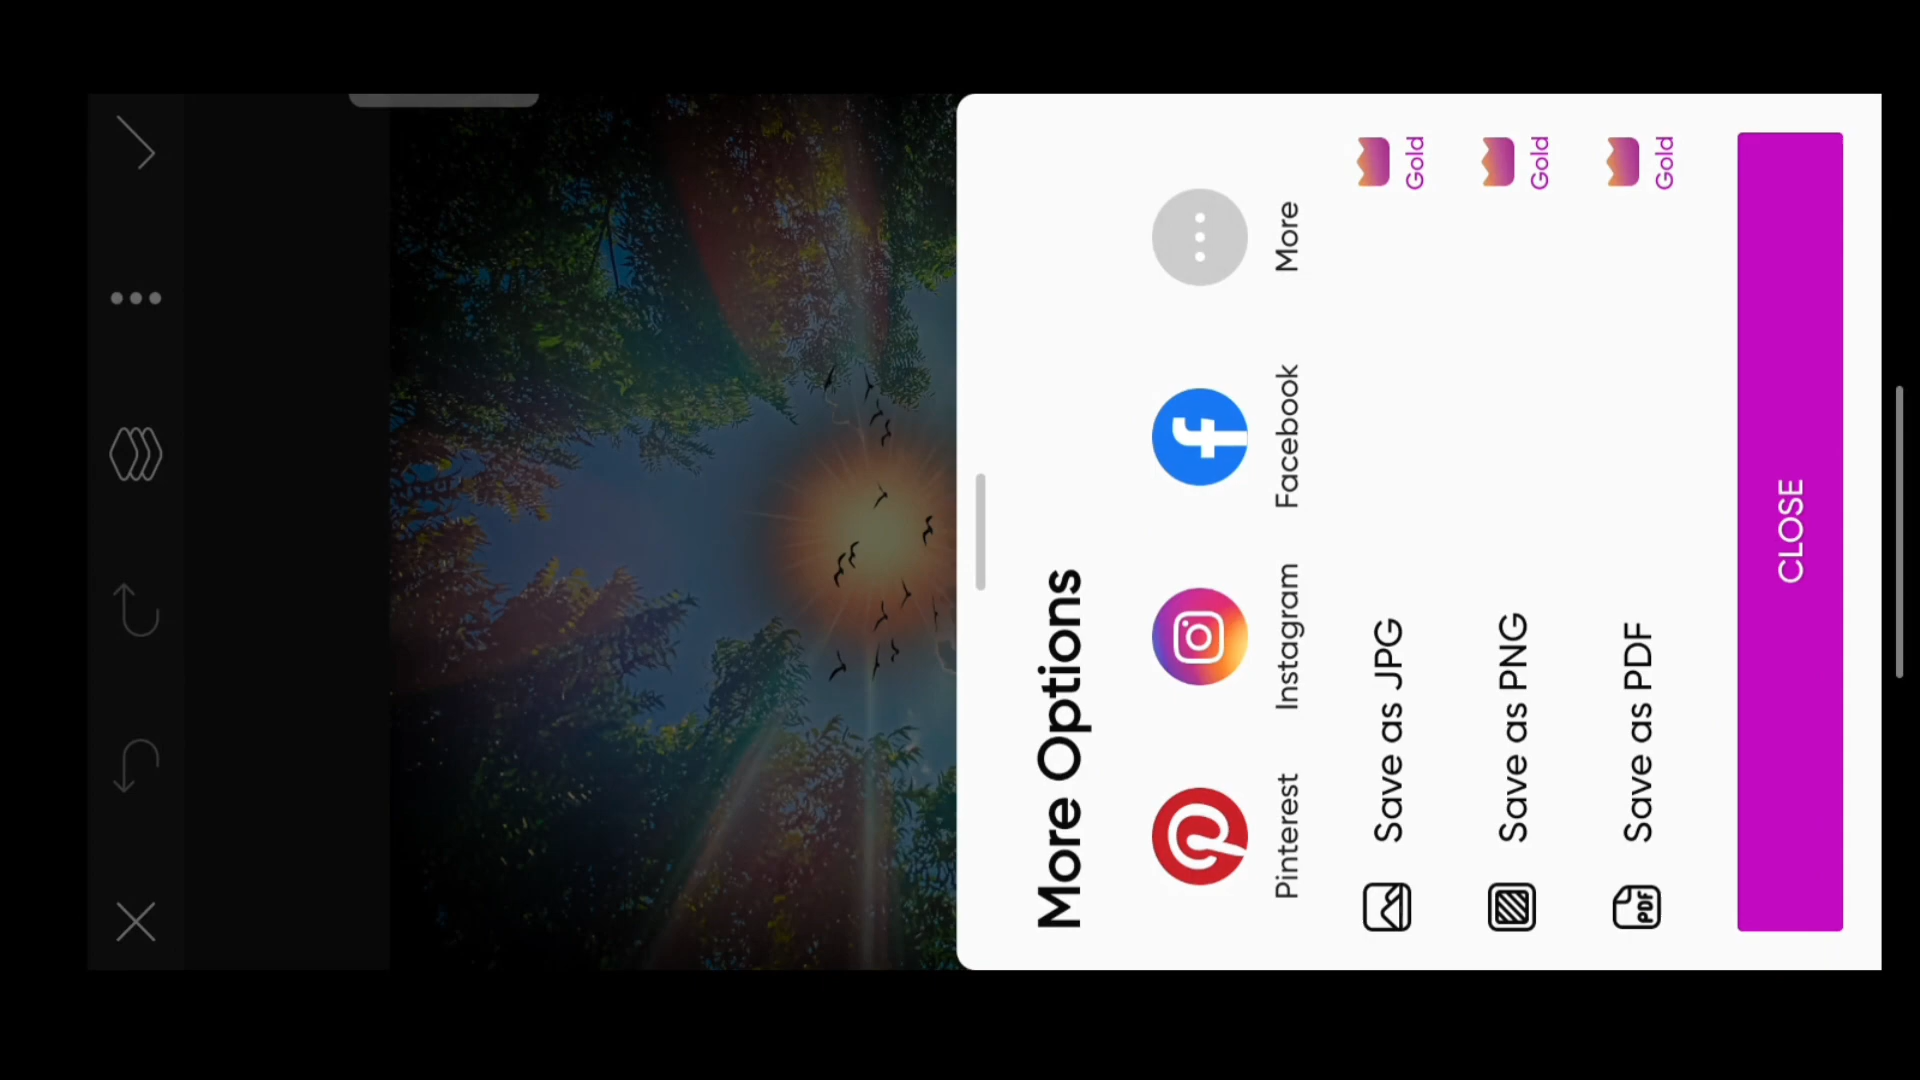 More Options
Pinterest
Instagram
Facebook
More
Save as JPG
Gold
Save as PNG
Gold
PDF
Save as PDF
Gold
CLOSE